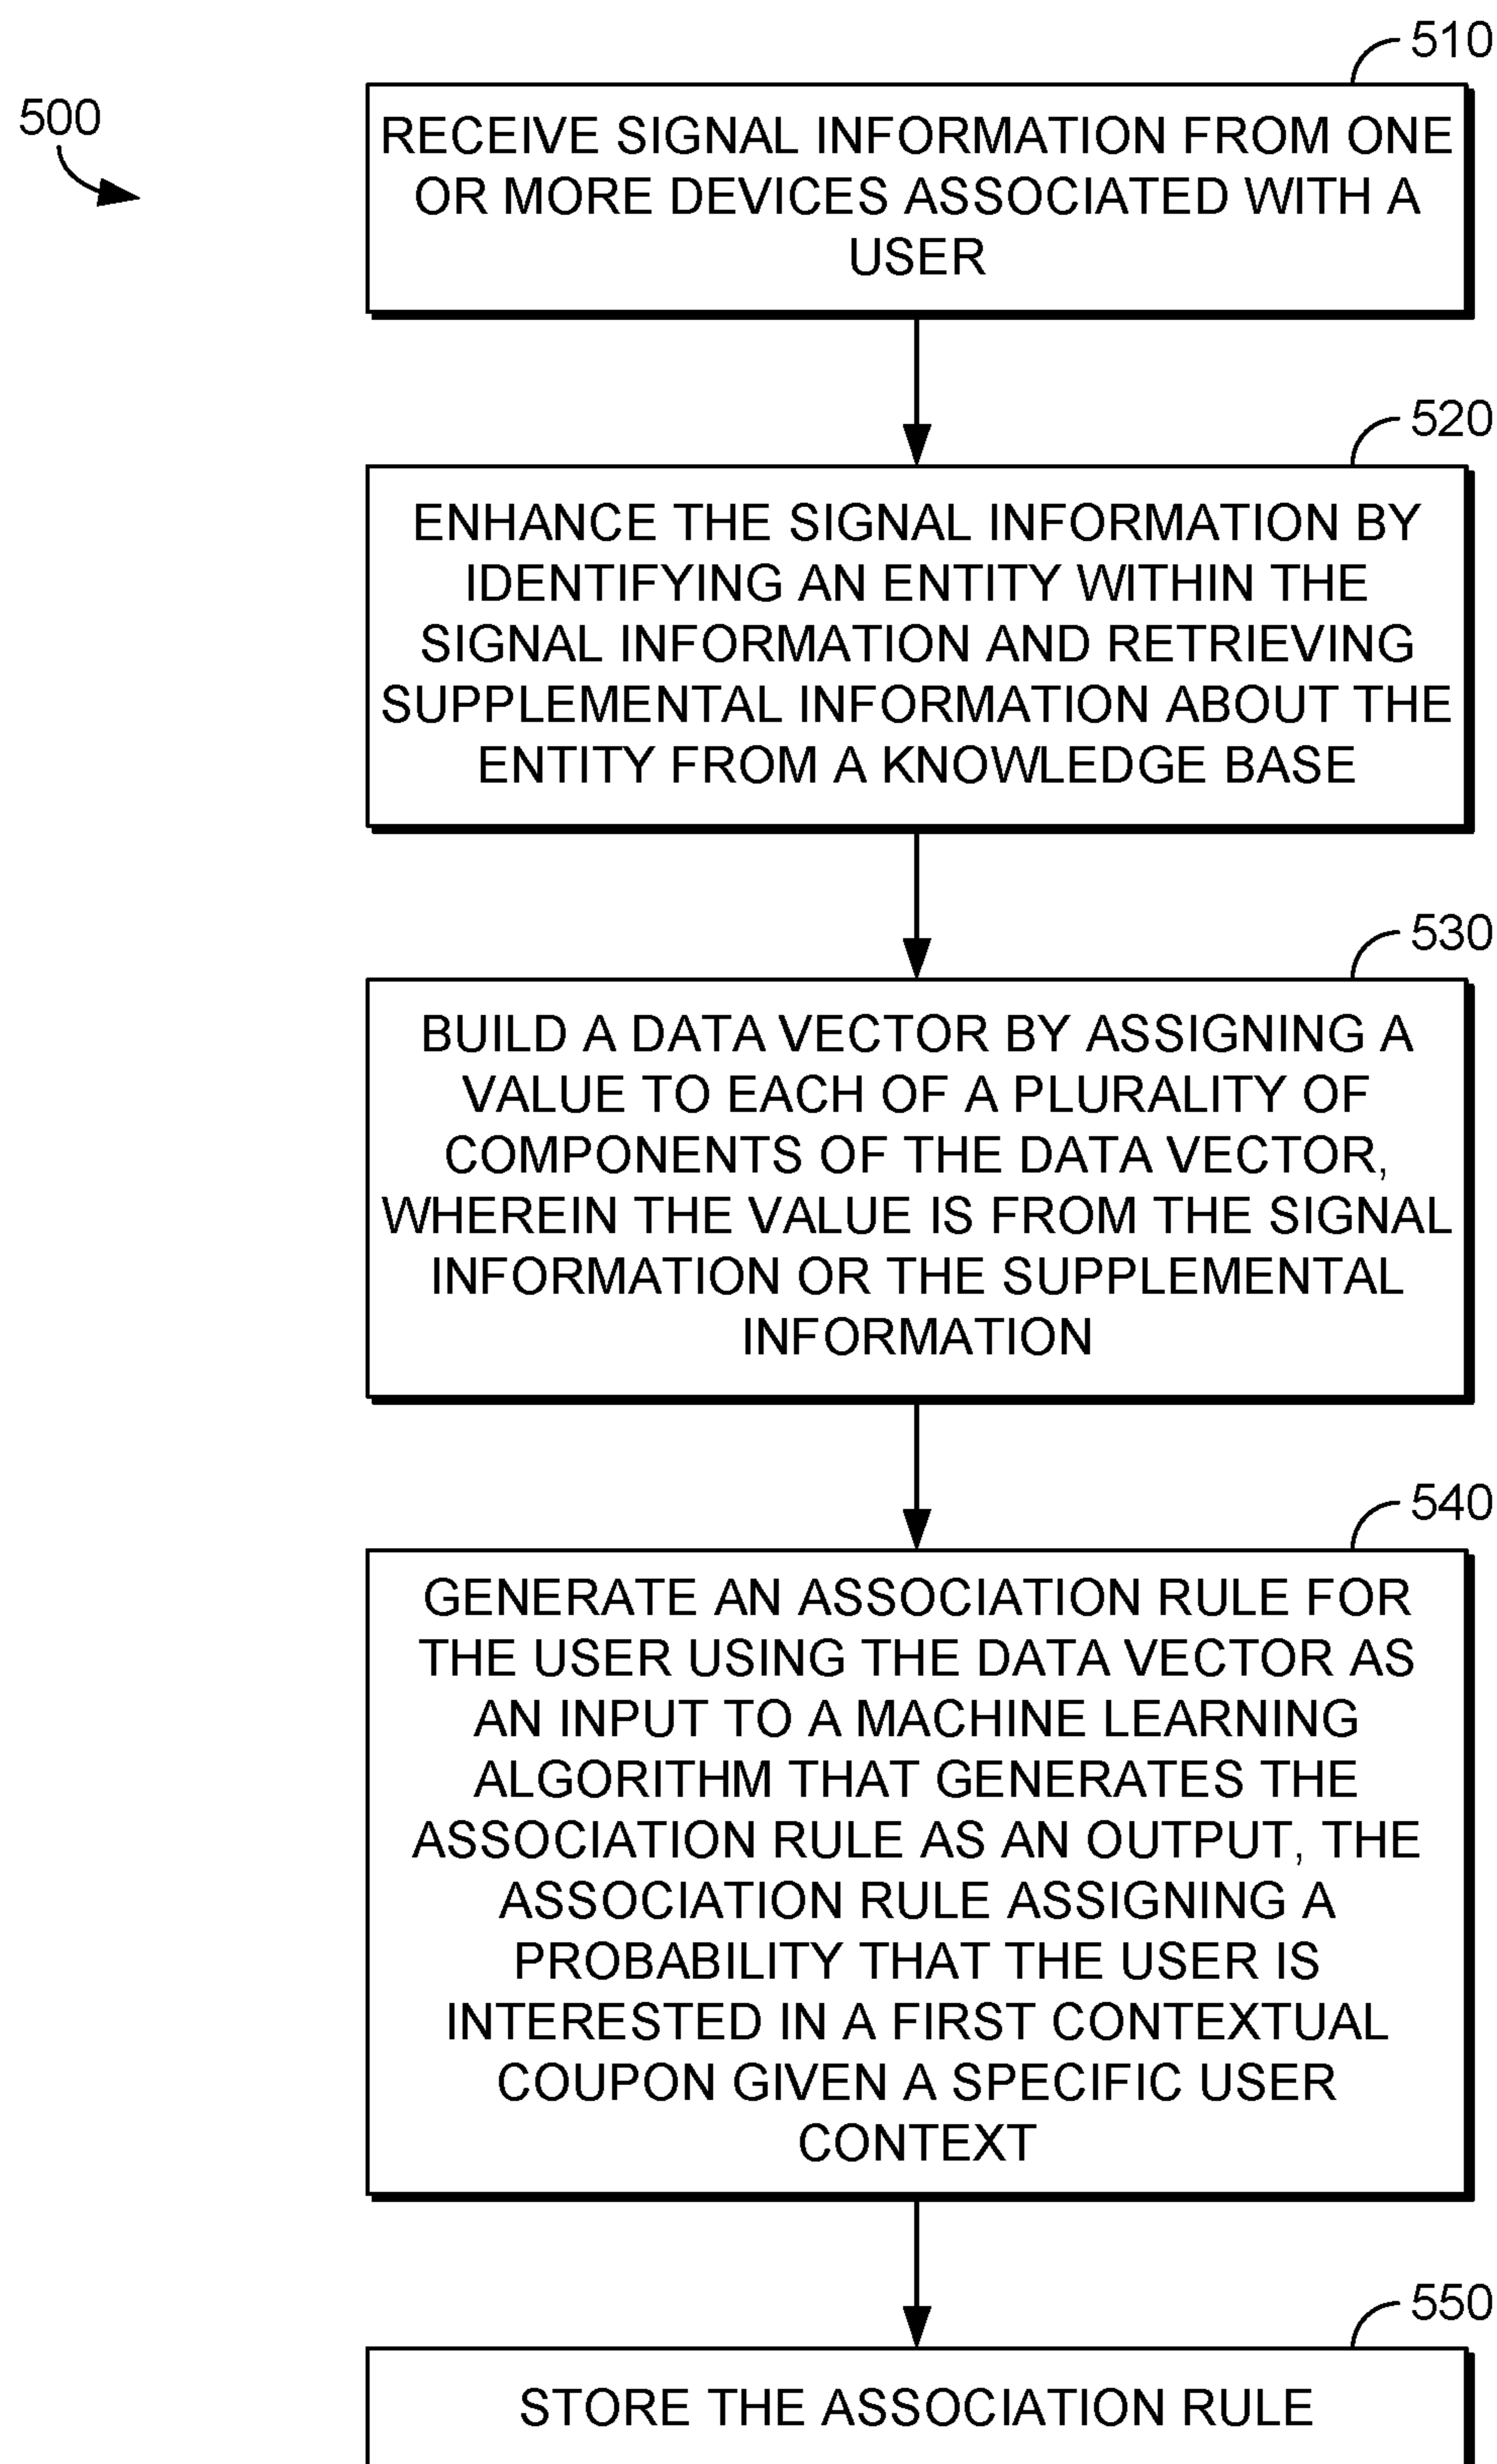 510
500
RECEIVE SIGNAL INFORMATION FROM ONE
OR MORE DEVICES ASSOCIATED WITH A
USER
520
ENHANCE THE SIGNAL INFORMATION BY
IDENTIFYING AN ENTITY WITHIN THE
SIGNAL INFORMATION AND RETRIEVING
SUPPLEMENTAL INFORMATION ABOUT THE
ENTITY FROM A KNOWLEDGE BASE
530
BUILD A DATA VECTOR BY ASSIGNING A
VALUE TO EACH OF A PLURALITY OF
COMPONENTS OF THE DATA VECTOR,
WHEREIN THE VALUE IS FROM THE SIGNAL
INFORMATION OR THE SUPPLEMENTAL
INFORMATION
540
GENERATE AN ASSOCIATION RULE FOR
THE USER USING THE DATA VECTOR AS
AN INPUT TO A MACHINE LEARNING
ALGORITHM THAT GENERATES THE
ASSOCIATION RULE AS AN OUTPUT, THE
ASSOCIATION RULE ASSIGNING A
PROBABILITY THAT THE USER IS
INTERESTED IN A FIRST CONTEXTUAL
COUPON GIVEN A SPECIFIC USER
CONTEXT
550
STORE THE ASSOCIATION RULE